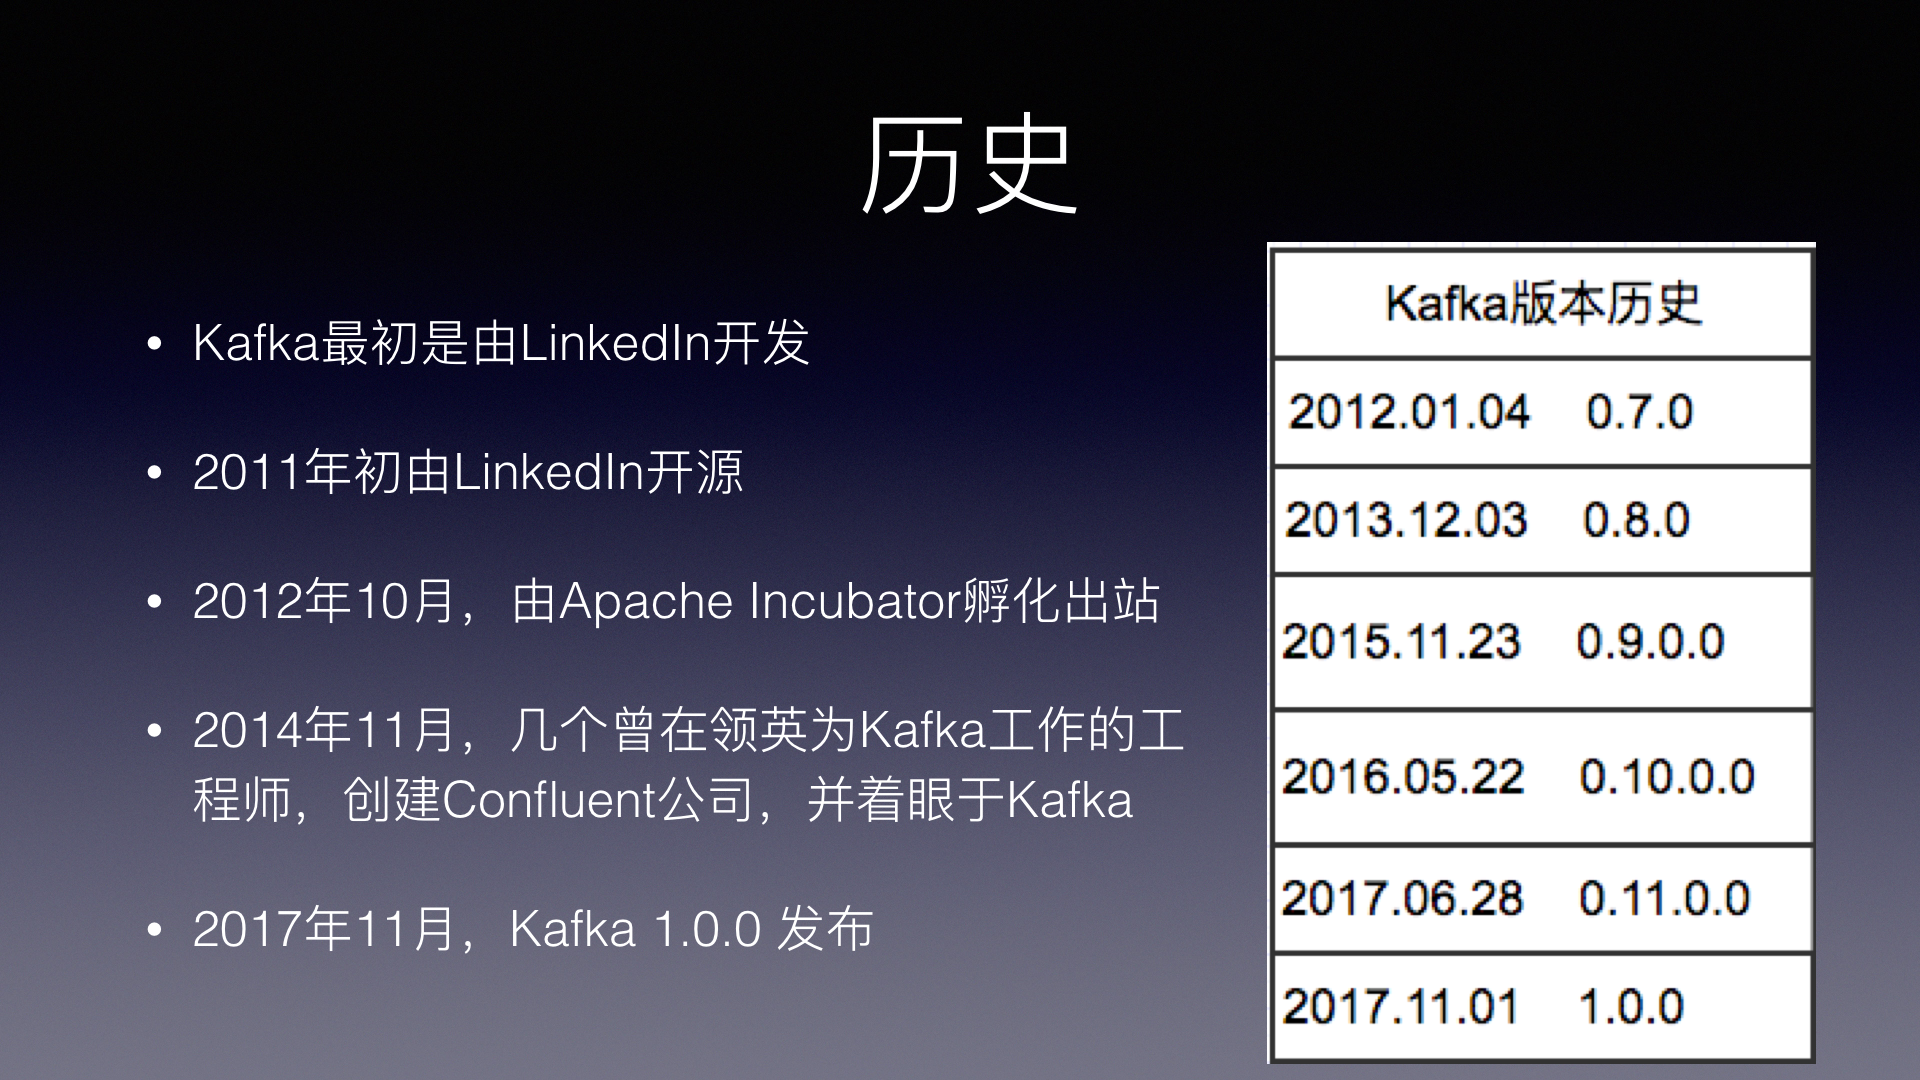 历史
• Kafka最初是由LinkedIn开发
• 2011年初由LinkedIn开源
• 2012年10月，由Apache Incubator孵化出站
• 2014年11月，几个曾在领英为Kafka工作的工
程师，创建Confluent公司，并着眼于Kafka
• 2017年11月，Kafka 1.0.0 发布
Kafka版本历史
2012.01.04 0.7.0
2013.12.03 0.8.0
2015.11.23 0.9.0.0
2016.05.22 0.10.0.0
2017.06.28 0.11.0.0
2017.11.01 1.0.0